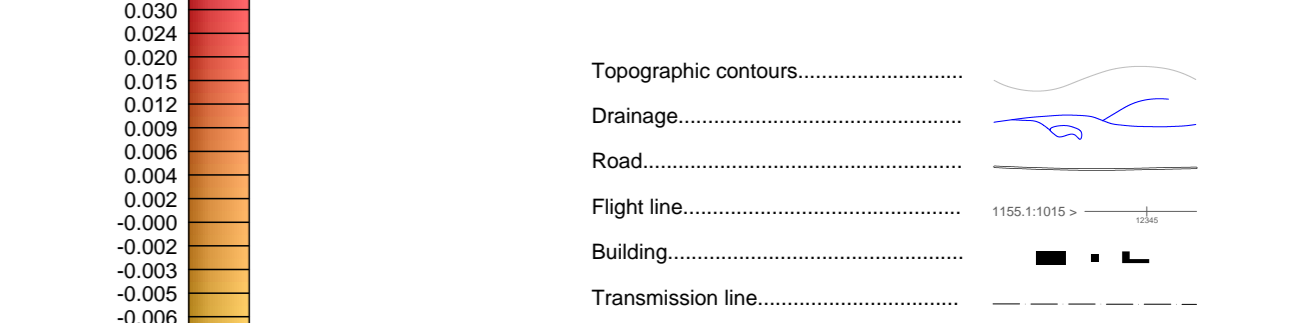 0.030
0.024
0.020
0.015
0.012
0.009
0.006
0.004
0.002
-0.000
-0.002
-0.003
-0.005
-0.006
Topographic contours..............................
Drainage....................................................
Road...........................................................
Flight line...................................................
1155.1:1015 >
12345
Building......................................................
Transmission line.....................................